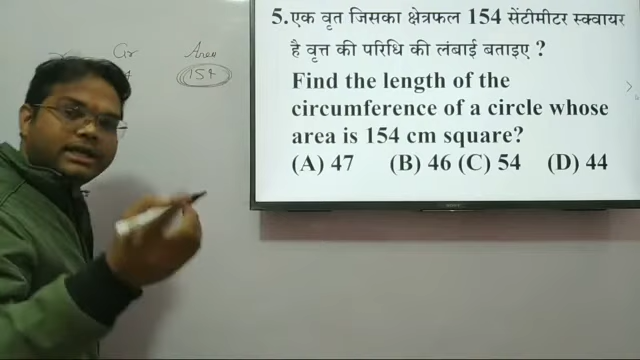 5.एक वृत जिसका क्षेत्रफल 154 सेंटीमीटर स्क्वायर
है वृत्त की परिधि की लंबाई बताइए ?
Find the length of the
circumference of a circle whose
area is 154 cm square?
(A) 47 (B) 46 (C) 54 (D) 44
Cir Area
154